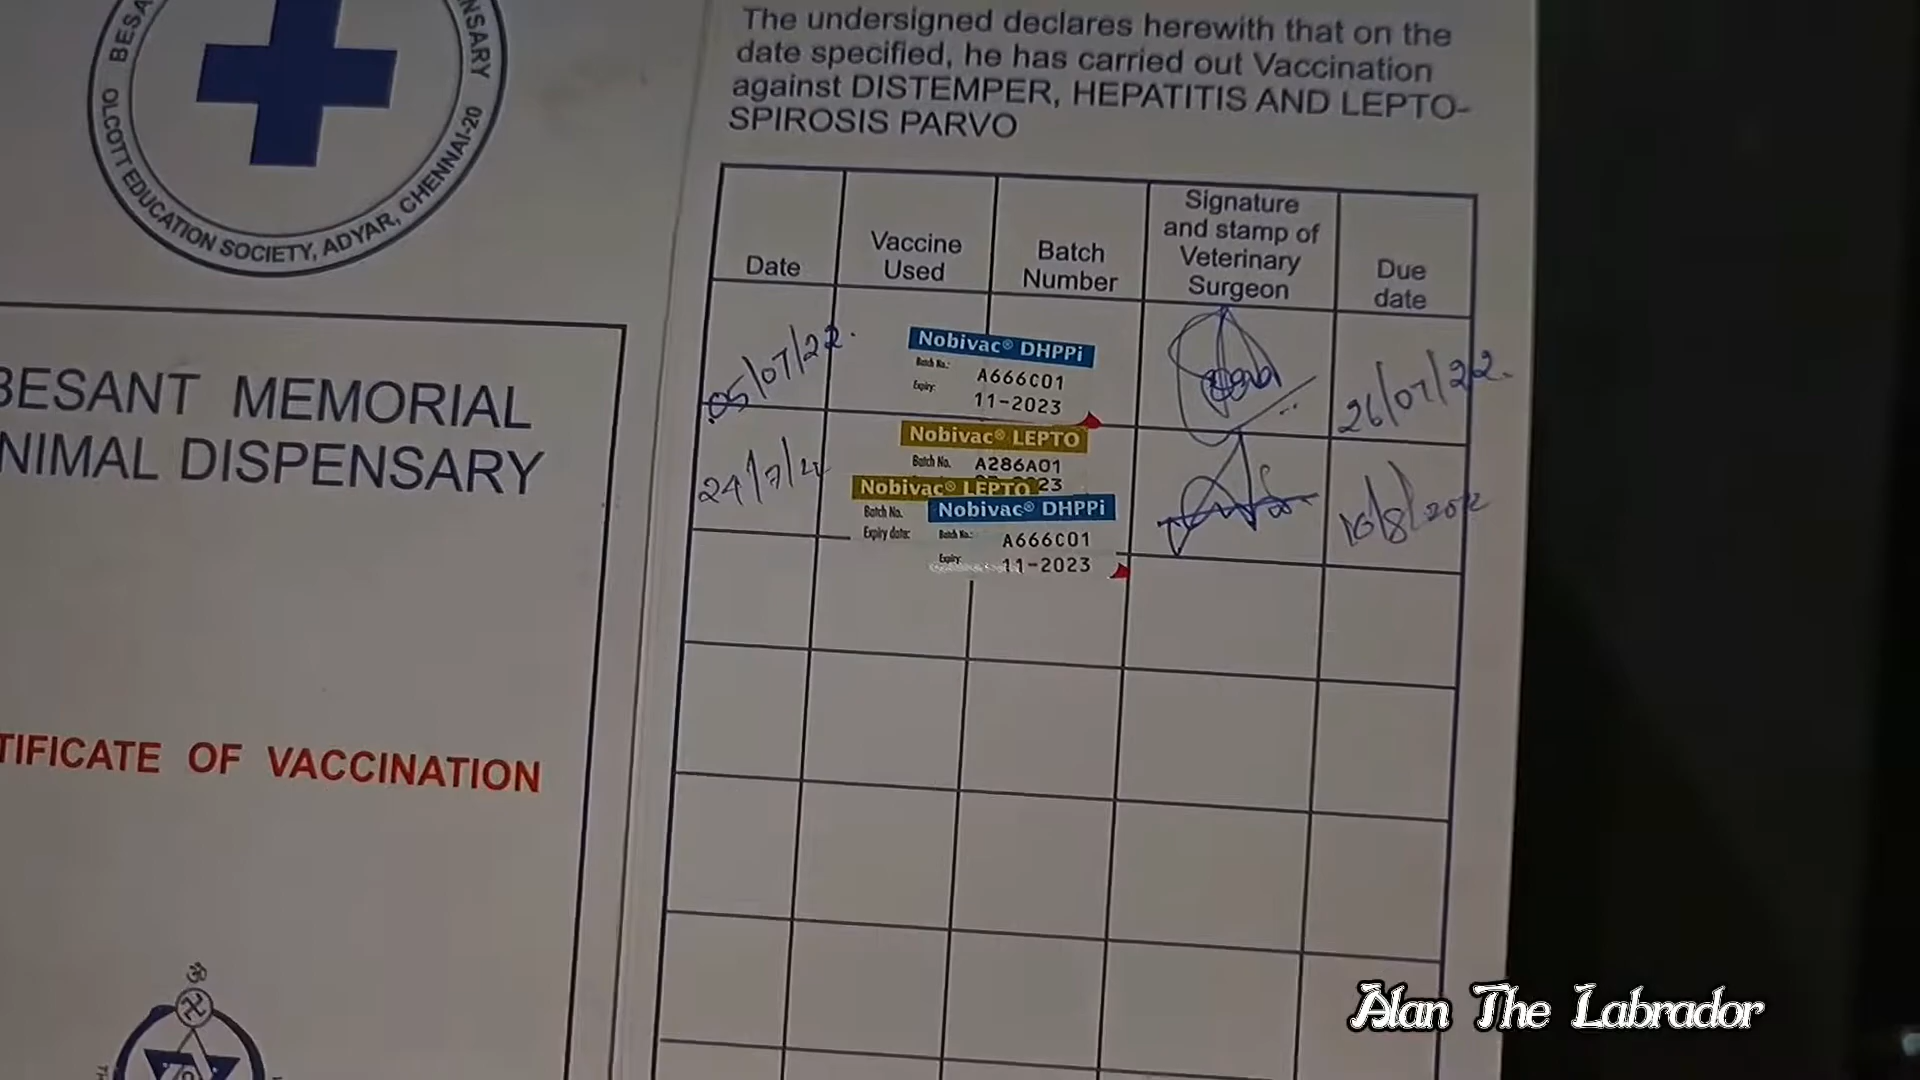 BESA
NSARY
OLCOTT EDUCATION SOCIETY, ADYAR, CHENNAI-20
BESANT MEMORIAL
NIMAL DISPENSARY
TIFICATE OF VACCINATION
ॐ
The undersigned declares herewith that on the
date specified, he has carried out Vaccination
against DISTEMPER, HEPATITIS AND LEPTO-
SPIROSIS PARVO
Date
Vaccine
Used
Batch
Number
Signature
and stamp of
Veterinary
Surgeon
Due
date
05/07/22.
Nobivac® DHPPi
Batch No.: A666C01
Expiry: 11-2023
26/07/22.
24/7/22
Nobivac® LEPTO
Batch No. A286A01
23
Nobivac® LEPTO
Batch No.
Expiry date:
Nobivac® DHPPi
Batch No.: A666C01
Expiry: 11-2023
Alan The Labrador